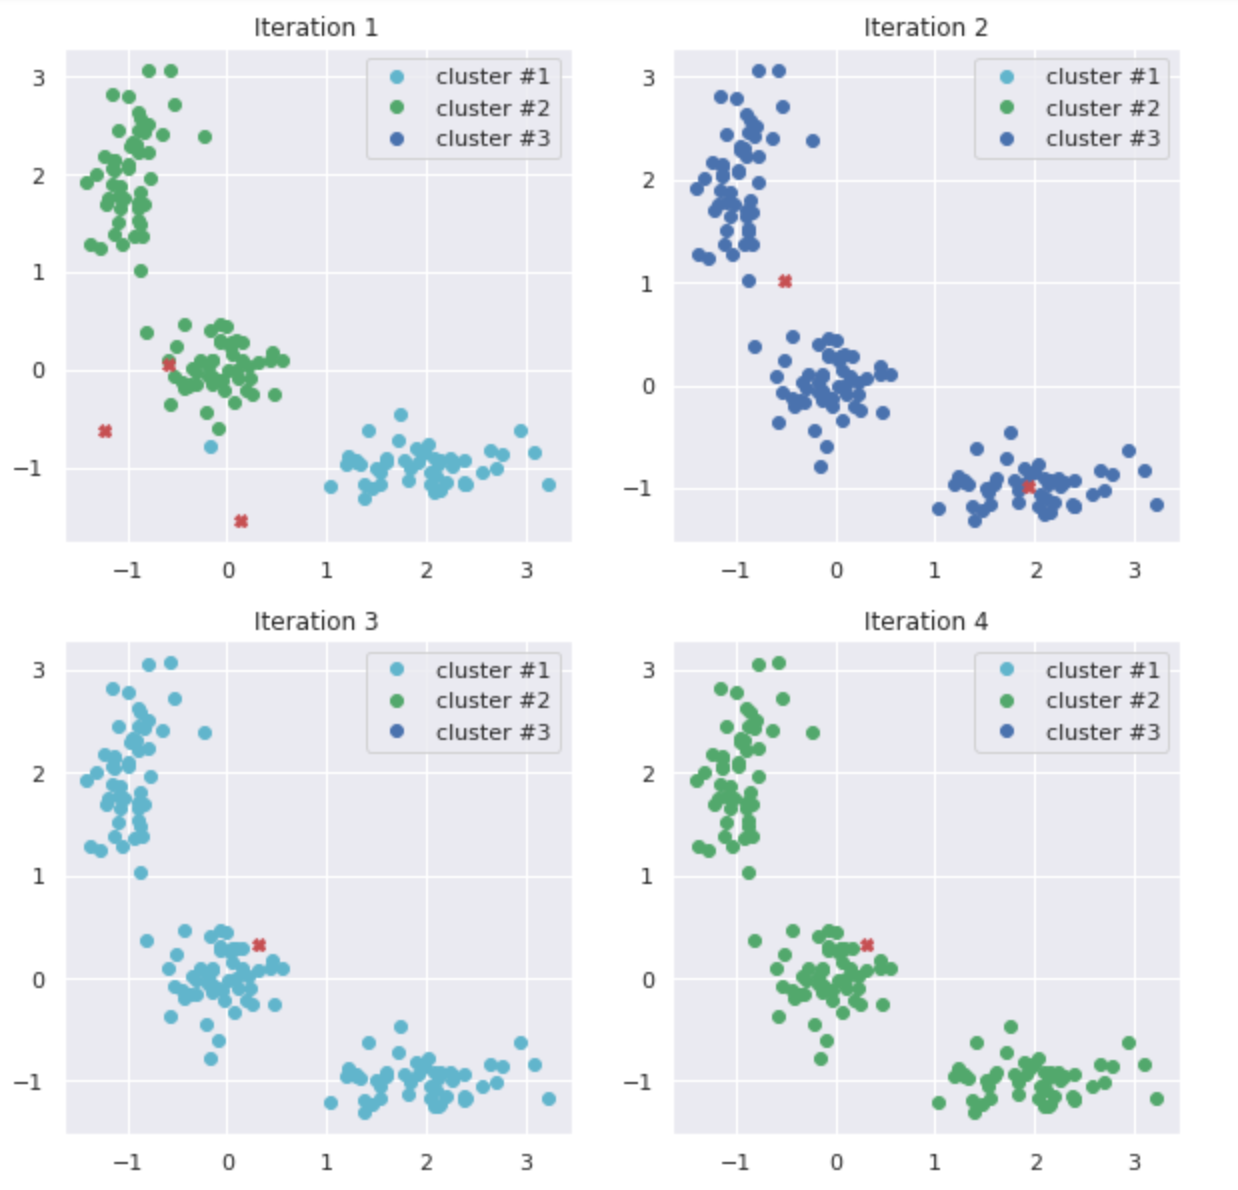 Iteration 1
cluster #1
cluster #2
cluster #3
3
2
1
0
−1
−1 0 1 2 3
Iteration 2
cluster #1
cluster #2
cluster #3
3
2
1
0
−1
−1 0 1 2 3
Iteration 3
cluster #1
cluster #2
cluster #3
3
2
1
0
−1
−1 0 1 2 3
Iteration 4
cluster #1
cluster #2
cluster #3
3
2
1
0
−1
−1 0 1 2 3